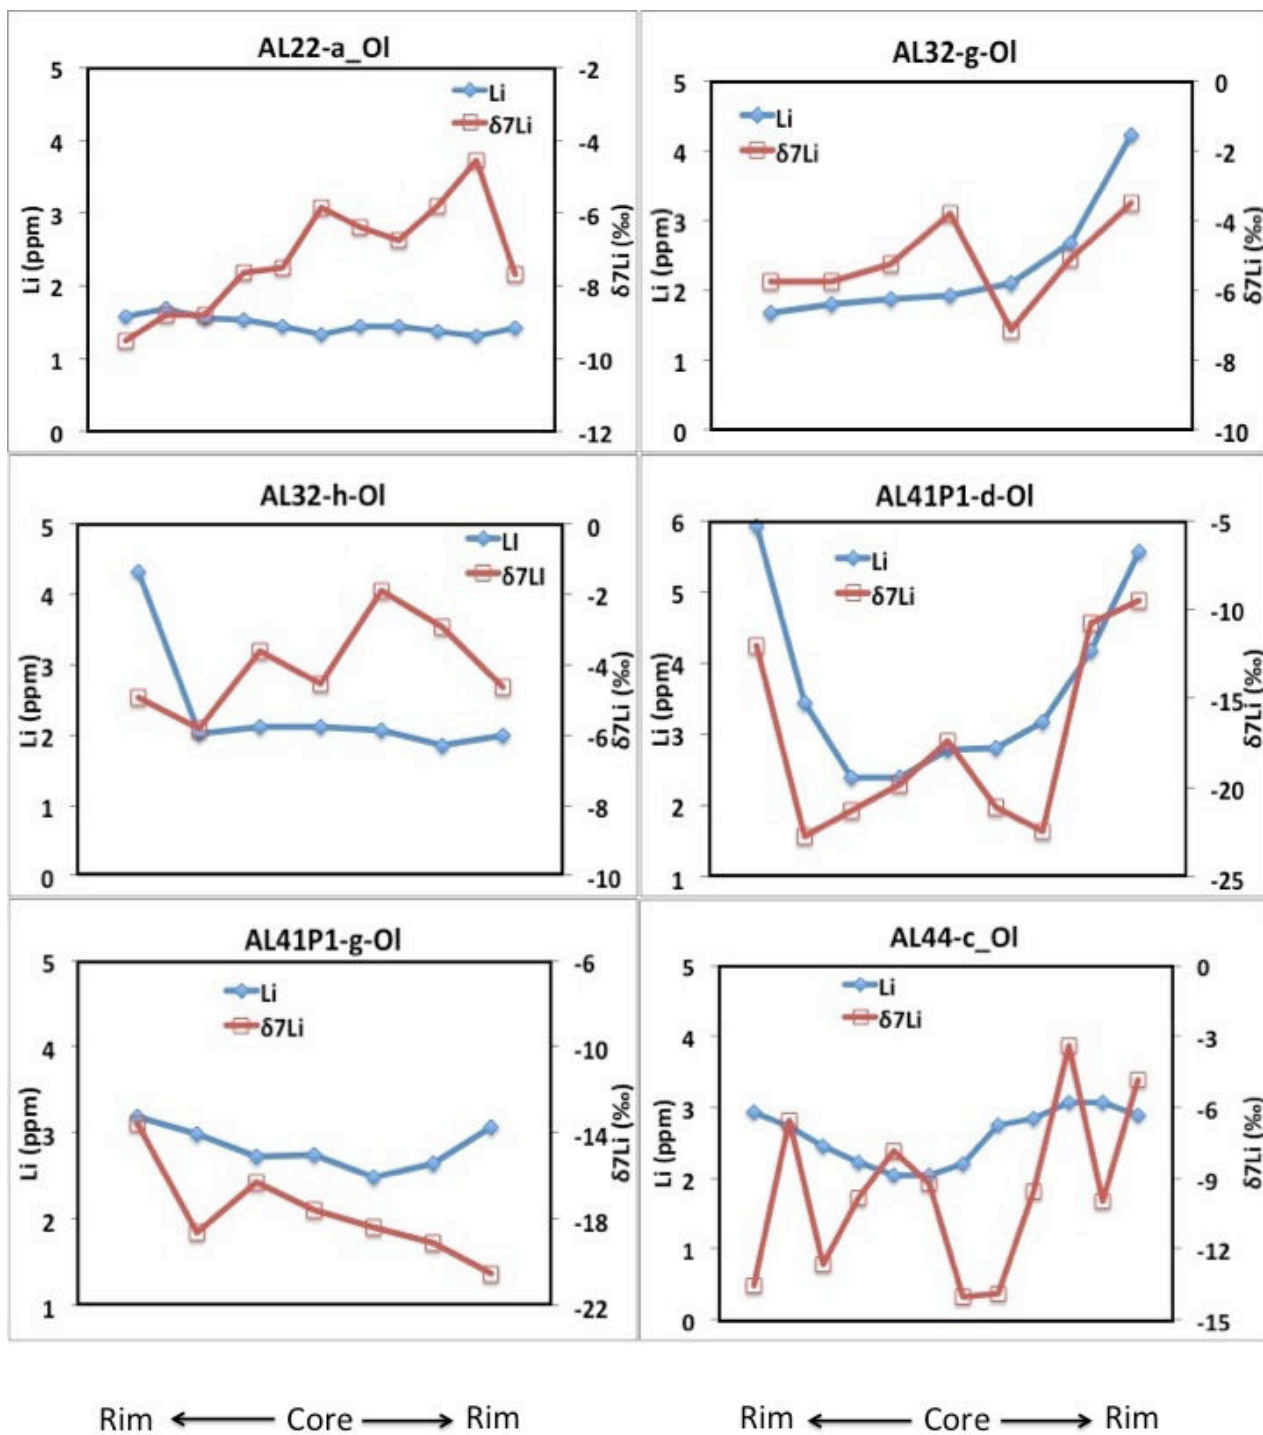 AL22-a_Ol
Li (ppm)
5
4
3
2
1
0
Li
δ7Li
-2
-4
-6
-8
-10
-12
δ7Li (‰)
AL32-g-Ol
Li (ppm)
5
4
3
2
1
0
Li
δ7Li
0
-2
-4
-6
-8
-10
δ7Li (‰)
AL32-h-Ol
Li (ppm)
5
4
3
2
1
0
LI
δ7LI
0
-2
-4
-6
-8
-10
δ7Li (‰)
AL41P1-d-Ol
Li (ppm)
6
5
4
3
2
1
Li
δ7Li
-5
-10
-15
-20
-25
δ7Li (‰)
AL41P1-g-Ol
Li (ppm)
5
4
3
2
1
Li
δ7Li
-6
-10
-14
-18
-22
δ7Li (‰)
AL44-c_Ol
Li (ppm)
5
4
3
2
1
0
Li
δ7Li
0
-3
-6
-9
-12
-15
δ7Li (‰)
Rim ← Core → Rim
Rim ← Core → Rim